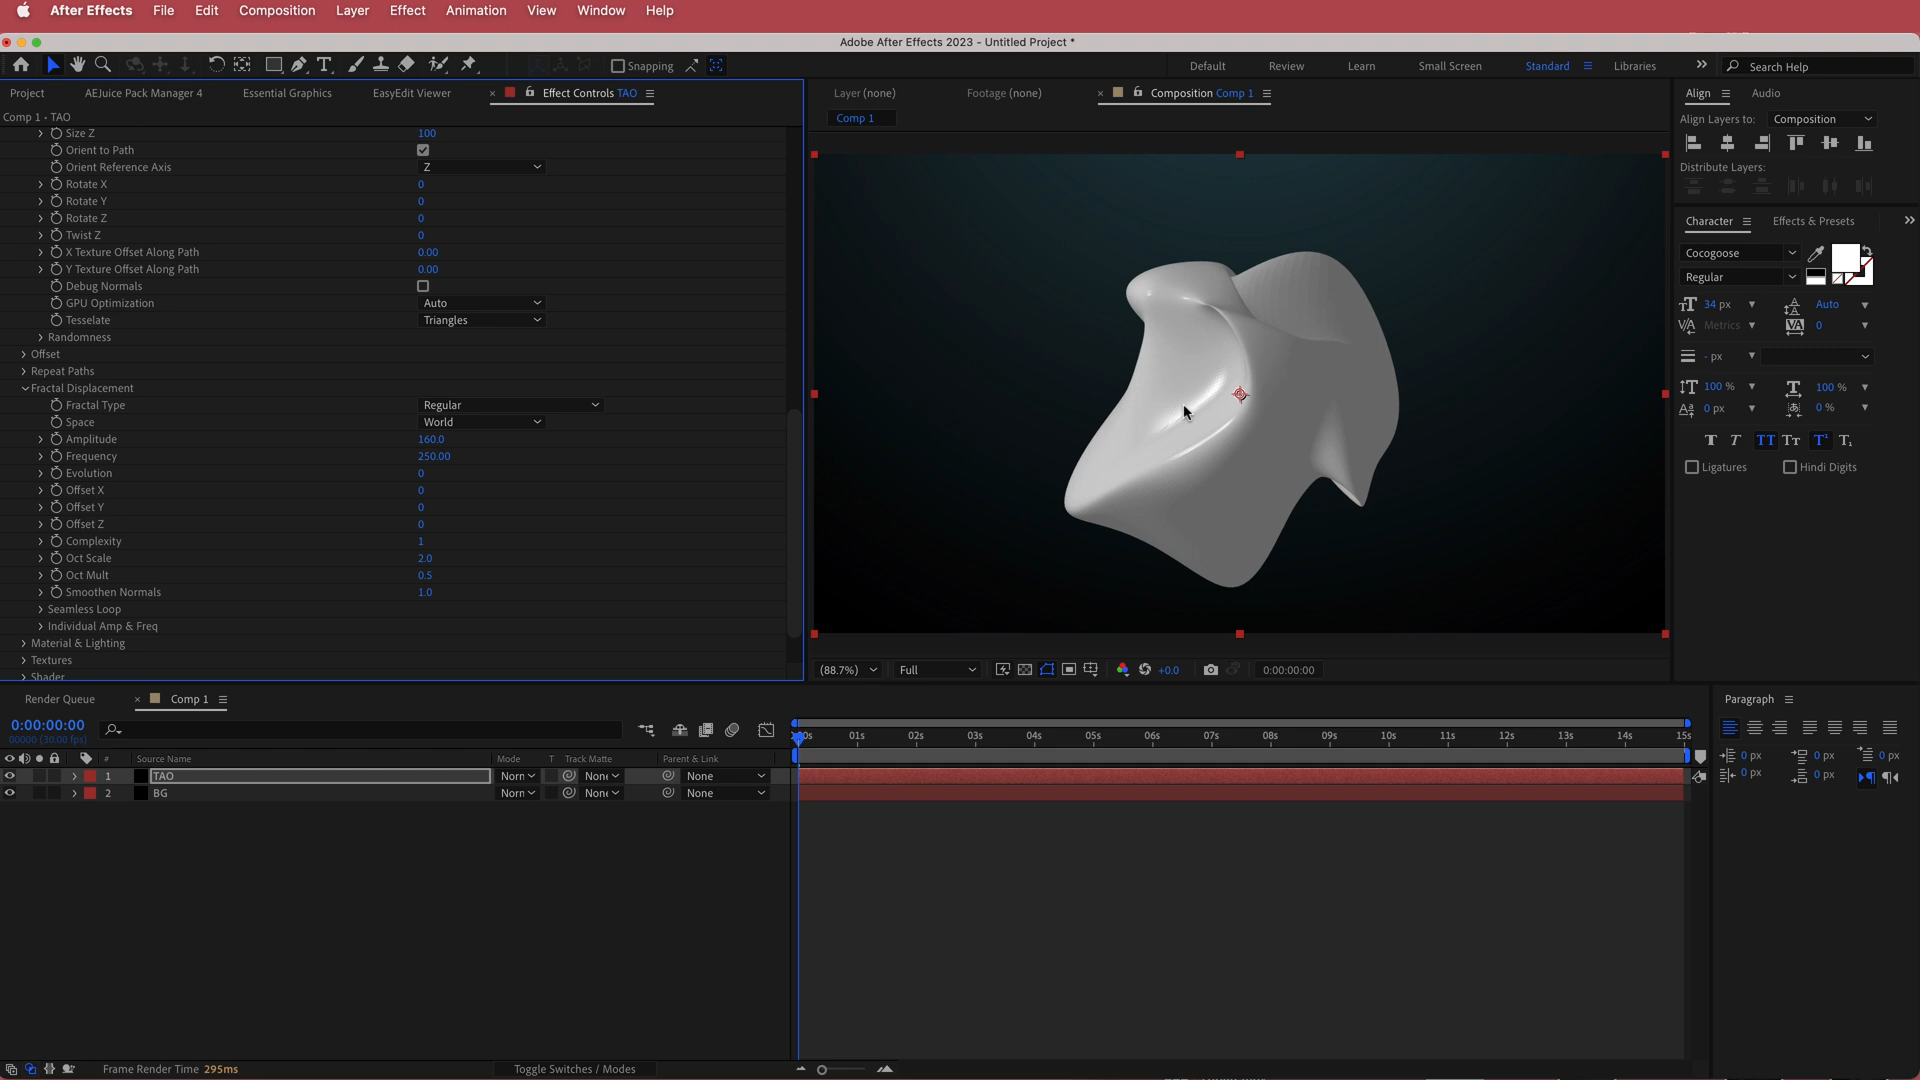 After Effects File Edit Composition Layer Effect Animation View Window Help
Adobe After Effects 2023 - Untitled Project *
Snapping Default Review Learn Small Screen Standard Libraries Search Help
Project AEJuice Pack Manager 4 Essential Graphics EasyEdit Viewer Effect Controls TAO
Layer (none) Footage (none) Composition Comp 1
Comp 1 • TAO
Comp 1
Size Z 100
Orient to Path
Orient Reference Axis Z
Rotate X 0
Rotate Y 0
Rotate Z 0
Twist Z 0
X Texture Offset Along Path 0.00
Y Texture Offset Along Path 0.00
Debug Normals
GPU Optimization Auto
Tesselate Triangles
Randomness
Offset
Repeat Paths
Fractal Displacement
Fractal Type Regular
Space World
Amplitude 160.0
Frequency 250.00
Evolution 0
Offset X 0
Offset Y 0
Offset Z 0
Complexity 1
Oct Scale 2.0
Oct Mult 0.5
Smoothen Normals 1.0
Seamless Loop
Individual Amp & Freq
Material & Lighting
Textures
Shader
(88.7%) Full +0.0 0:00:00:00
Align Audio
Align Layers to: Composition
Distribute Layers:
Character Effects & Presets
Cocogoose
Regular
34 px Auto
Metrics 0
- px
100 % 100 %
0 px 0 %
Ligatures Hindi Digits
Render Queue Comp 1
0:00:00:00
00000 (30.00 fps)
# Source Name Mode T Track Matte Parent & Link
1 TAO Norn None None
2 BG Norn None None
00s 01s 02s 03s 04s 05s 06s 07s 08s 09s 10s 11s 12s 13s 14s 15s
Paragraph
0 px 0 px 0 px
0 px 0 px
Frame Render Time 295ms Toggle Switches / Modes